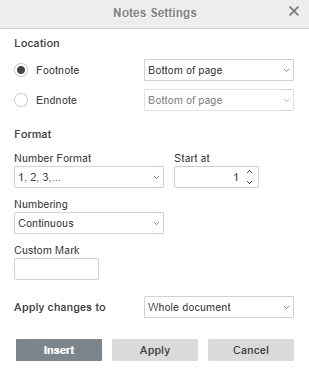 Notes Settings
Location
Footnote Bottom of page
Endnote Bottom of page
Format
Number Format Start at
1, 2, 3,... 1
Numbering
Continuous
Custom Mark
Apply changes to Whole document
Insert Apply Cancel